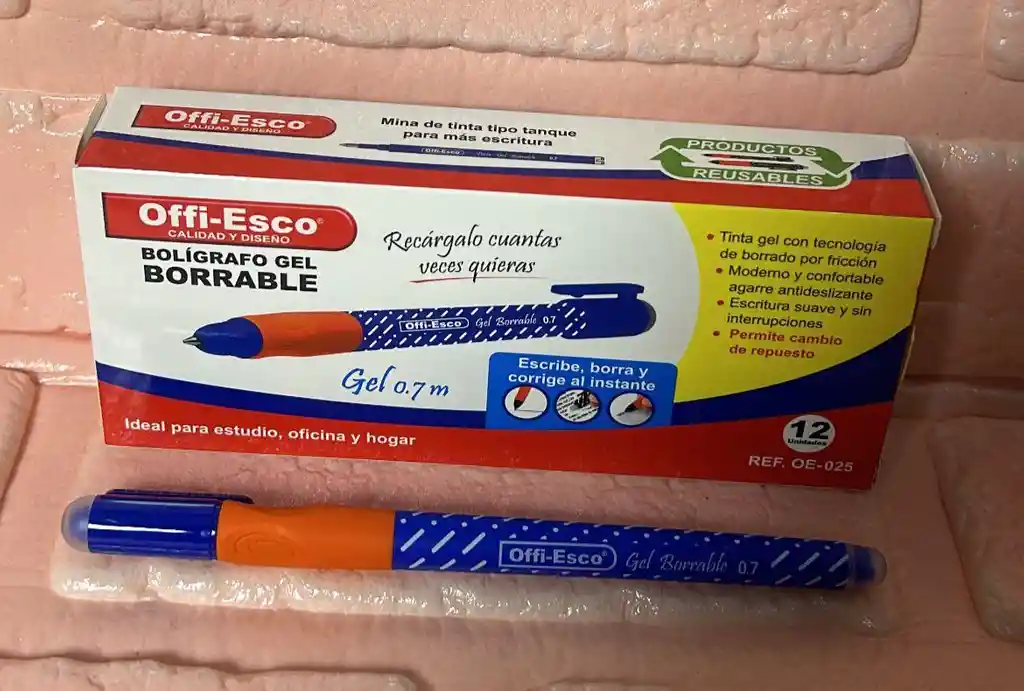 Offi-Esco®
CALIDAD Y DISEÑO
Mina de tinta tipo tanque
para más escritura
Offi-Esco
PRODUCTOS
REUSABLES
Offi-Esco®
CALIDAD Y DISEÑO
BOLÍGRAFO GEL
BORRABLE
Recárgalo cuantas
veces quieras
Offi-Esco Gel Borrable 0.7
Gel 0.7 m
Escribe, borra y
corrige al instante
• Tinta gel con tecnología
de borrado por fricción
• Moderno y confortable
agarre antideslizante
• Escritura suave y sin
interrupciones
• Permite cambio
de repuesto
Ideal para estudio, oficina y hogar
12
Unidades
REF. OE-025
Offi-Esco® Gel Borrable 0.7